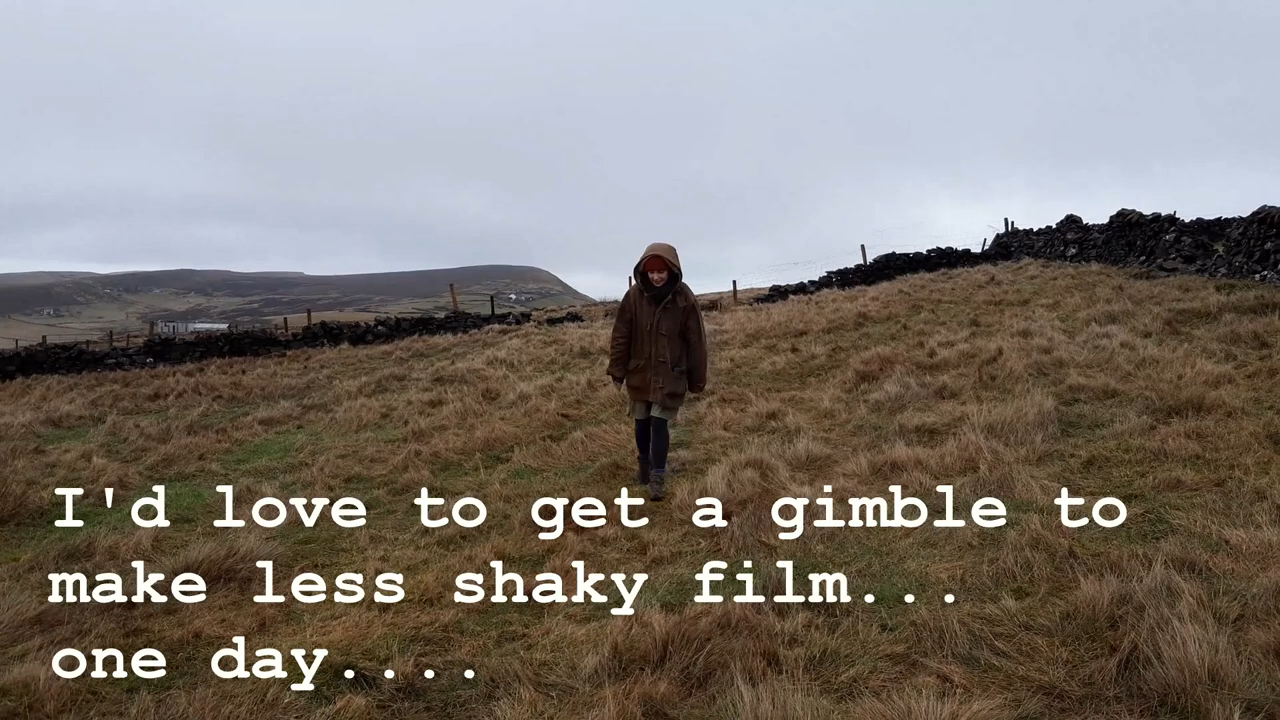 I'd love to get a gimble to
make less shaky film...
one day....